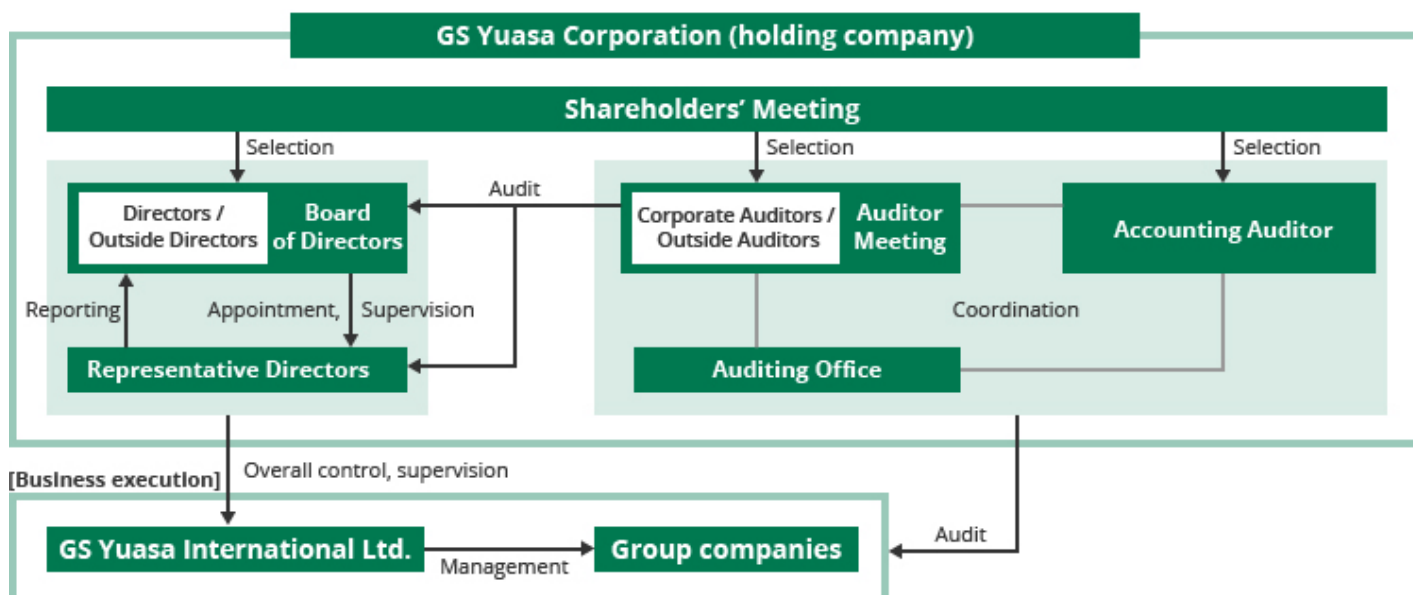 GS Yuasa Corporation (holding company)
Shareholders' Meeting
Selection
Selection
Selection
Directors /
Outside Directors
Board
of Directors
Audit
Corporate Auditors /
Outside Auditors
Auditor
Meeting
Accounting Auditor
Reporting
Appointment,
Supervision
Coordination
Representative Directors
Auditing Office
[Business execution]
Overall control, supervision
GS Yuasa International Ltd.
Management
Group companies
Audit